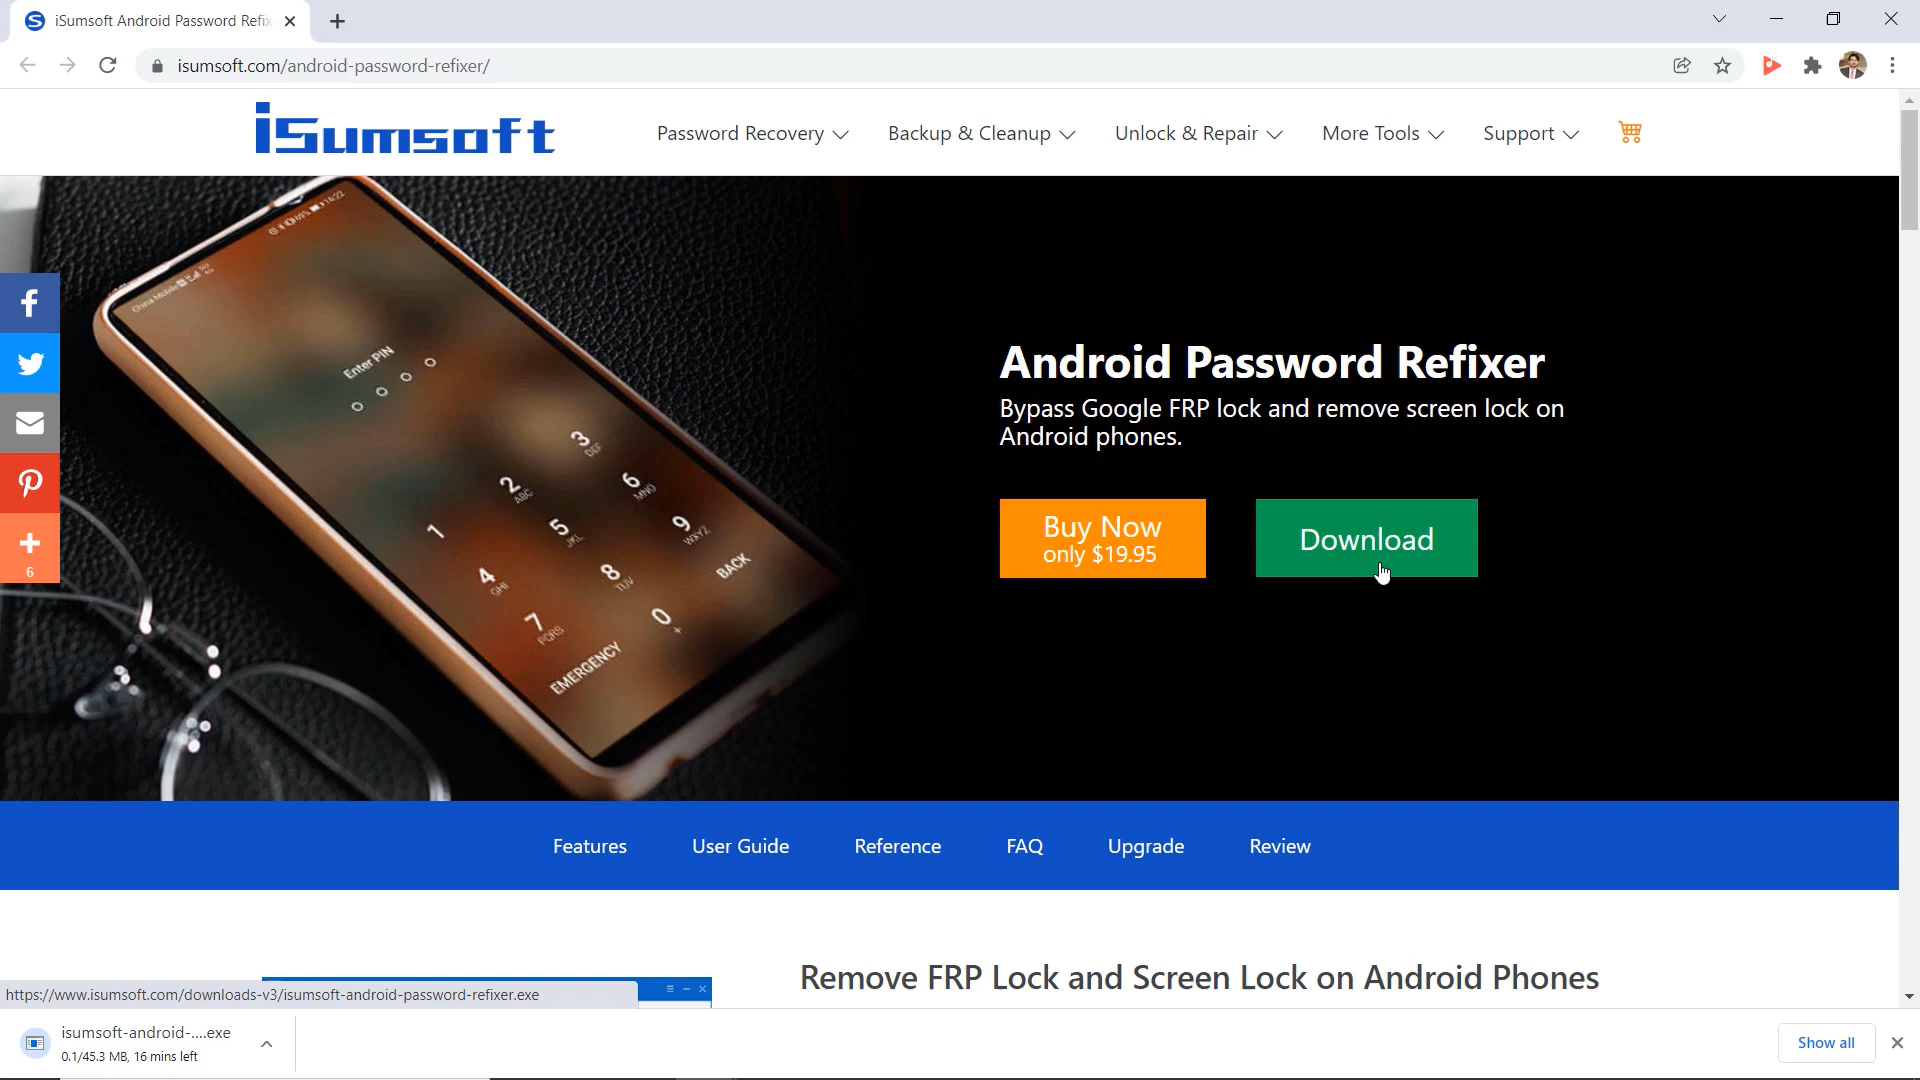 iSumsoft Android Password Refix
isumsoft.com/android-password-refixer/
iSumsoft
Password Recovery
Backup & Cleanup
Unlock & Repair
More Tools
Support
China Mobile
14:22
Enter PIN
1
2 ABC
3 DEF
4 GHI
5 JKL
6 MNO
7 PQRS
8 TUV
9 WXYZ
0 +
EMERGENCY
BACK
6
Android Password Refixer
Bypass Google FRP lock and remove screen lock on
Android phones.
Buy Now
only $19.95
Download
Features
User Guide
Reference
FAQ
Upgrade
Review
Remove FRP Lock and Screen Lock on Android Phones
https://www.isumsoft.com/downloads-v3/isumsoft-android-password-refixer.exe
isumsoft-android-....exe
0.1/45.3 MB, 16 mins left
Show all